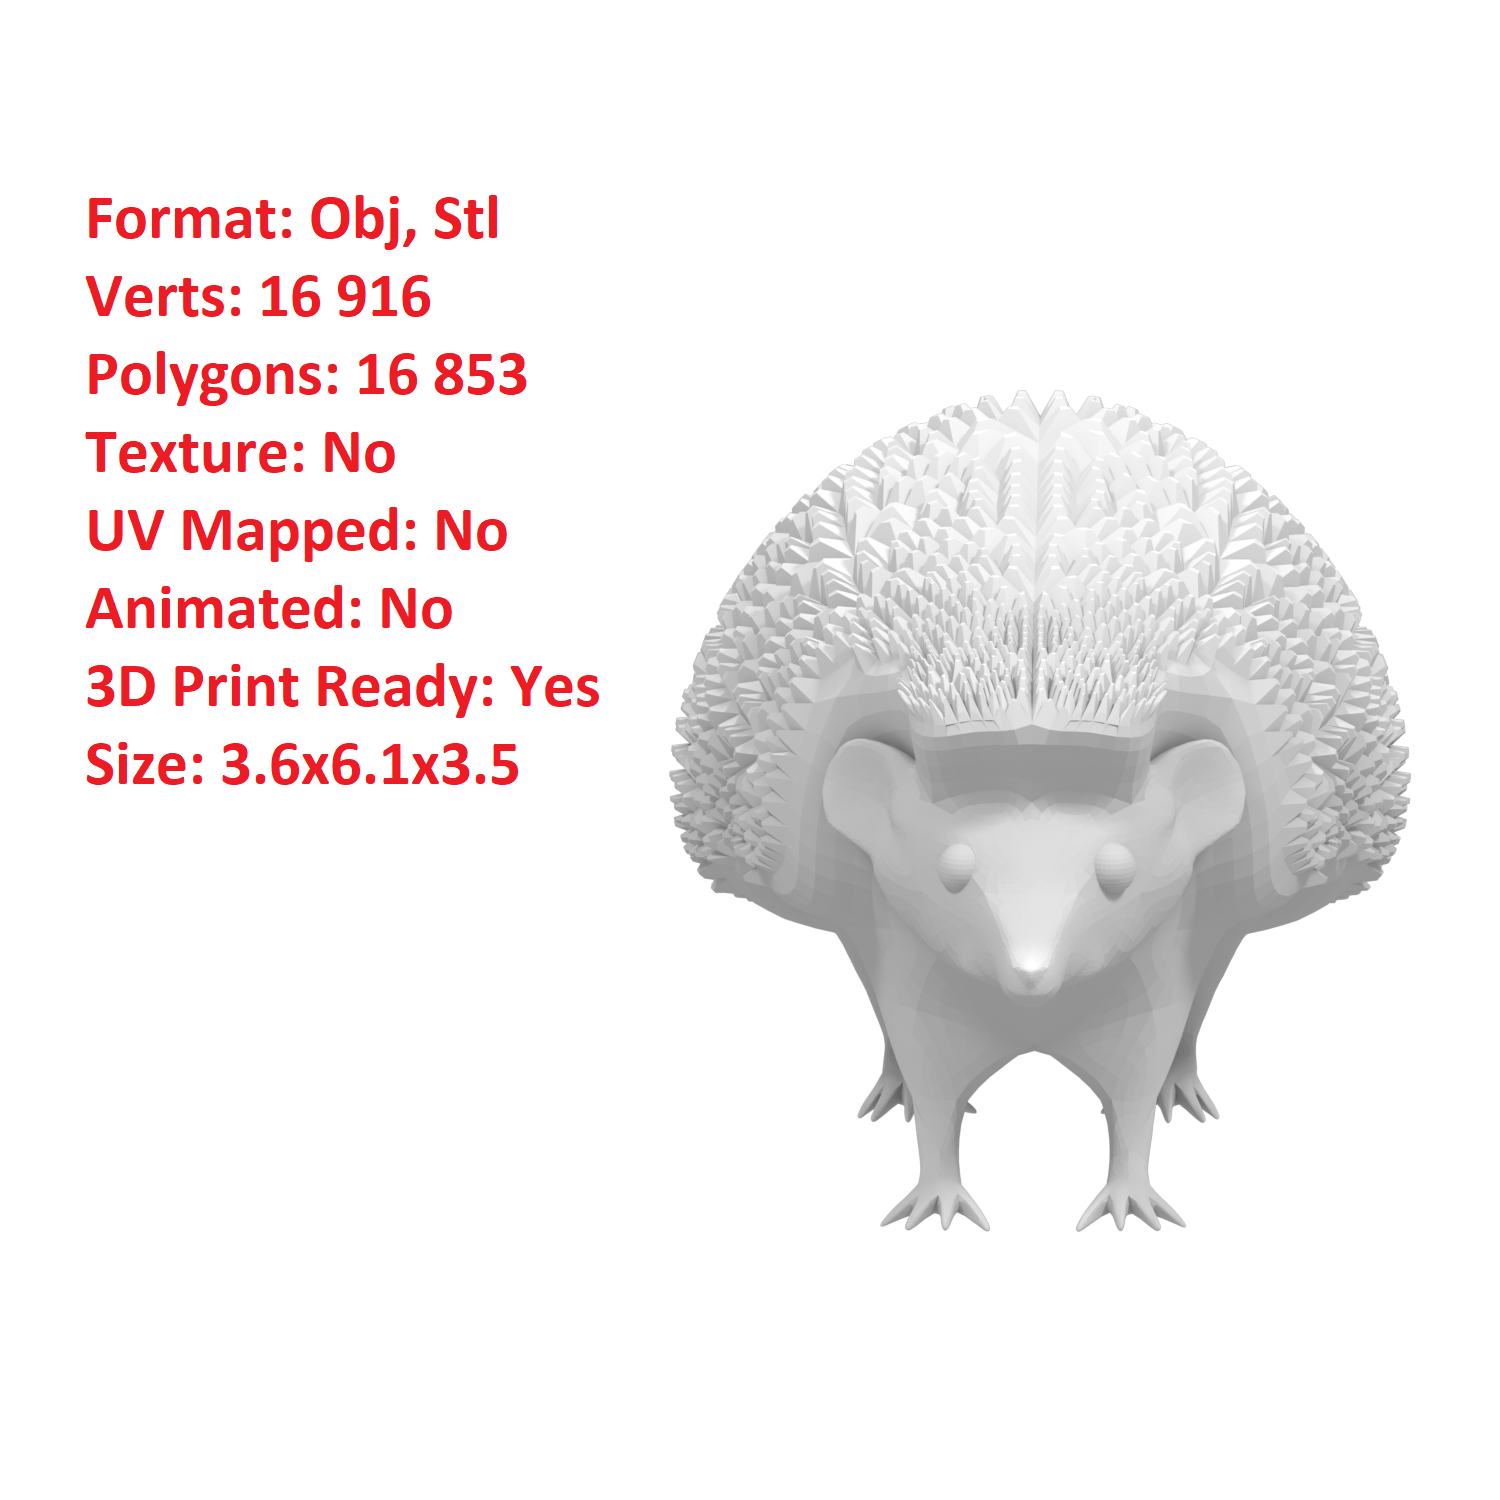 Format: Obj, Stl
Verts: 16 916
Polygons: 16 853
Texture: No
UV Mapped: No
Animated: No
3D Print Ready: Yes
Size: 3.6x6.1x3.5